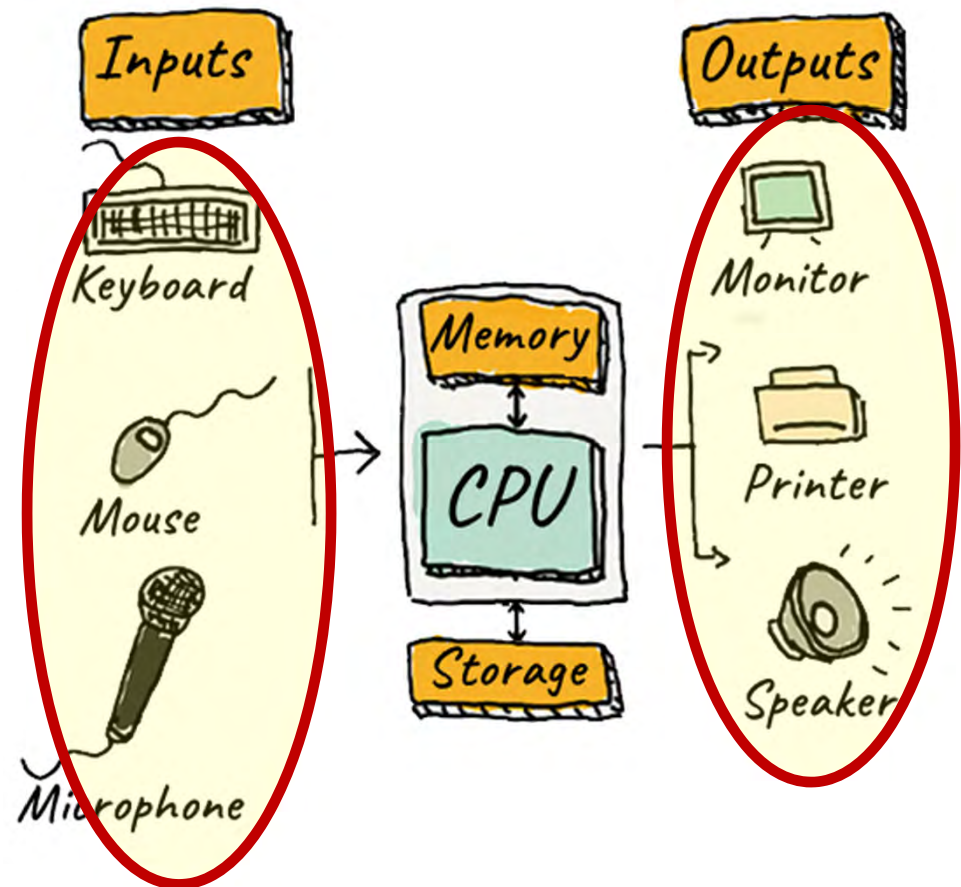 Inputs
Outputs
Keyboard
Mouse
Microphone
Memory
CPU
Storage
Monitor
Printer
Speaker